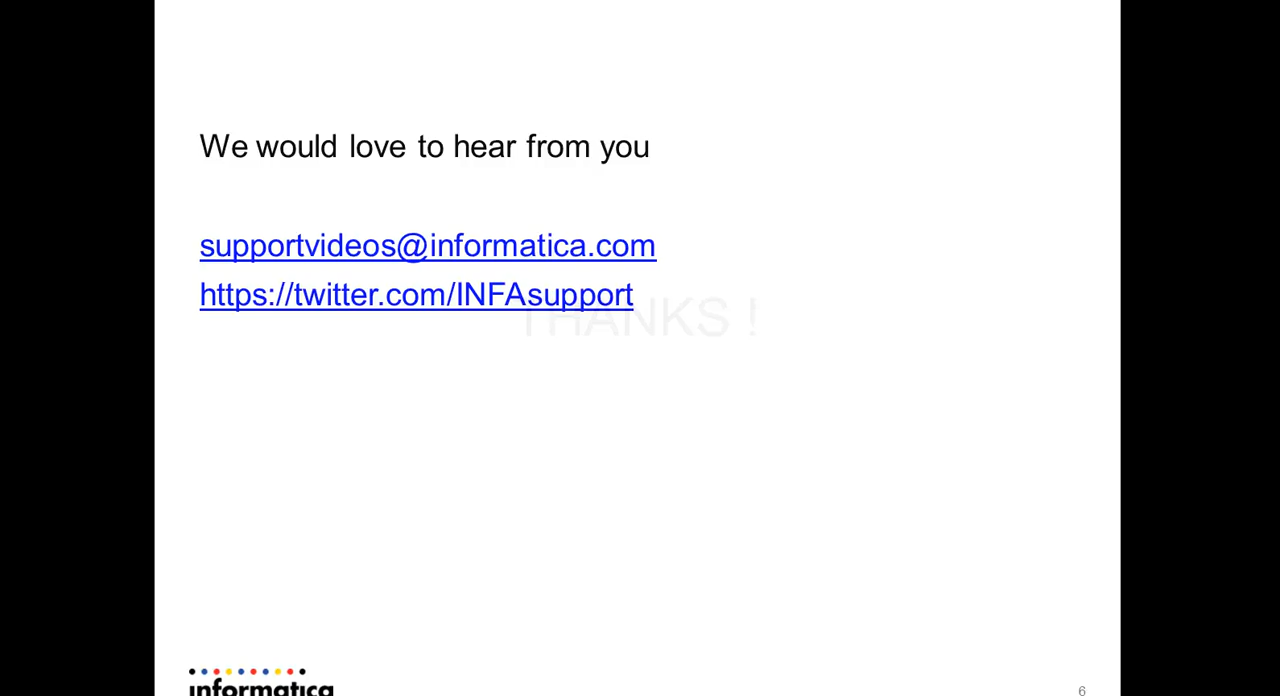 We would love to hear from you
supportvideos@informatica.com
https://twitter.com/INFAsupport
THANKS !
informatica
6